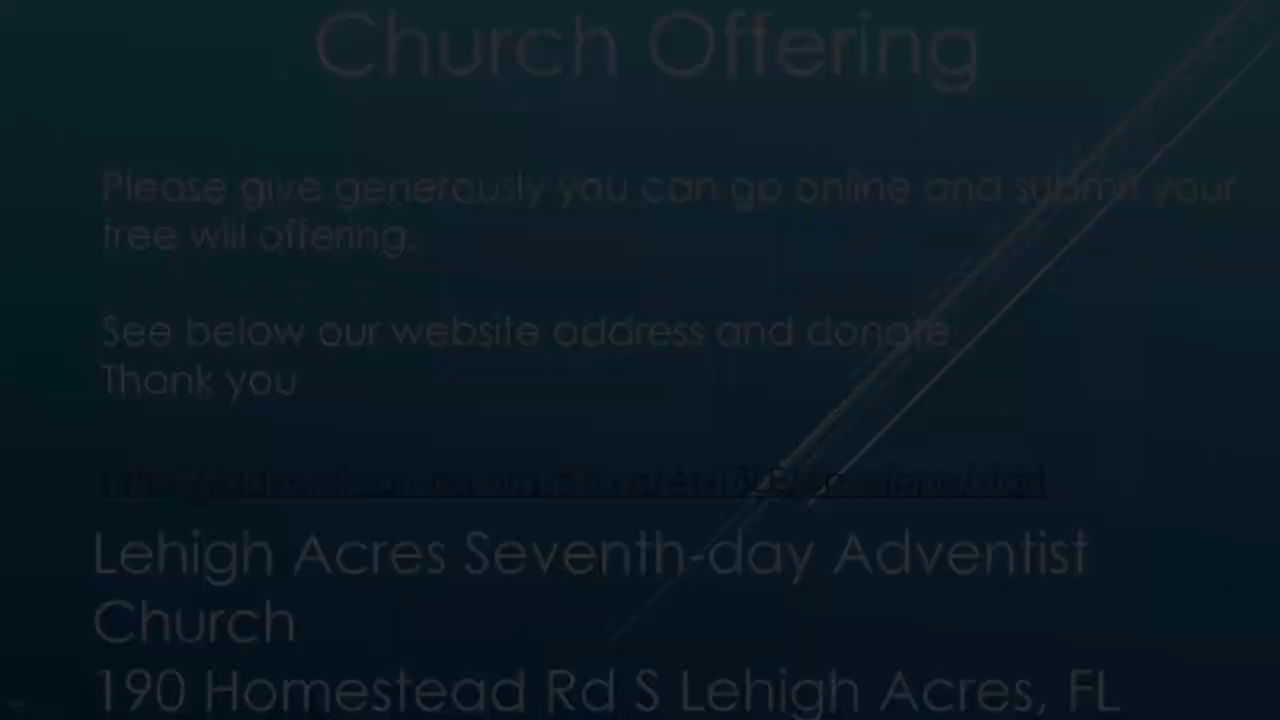 Church Offering
Please give generously you can go online and submit your
free will offering.
See below our website address and donate
Thank you
Lehigh Acres Seventh-day Adventist
Church
190 Homestead Rd S Lehigh Acres, FL